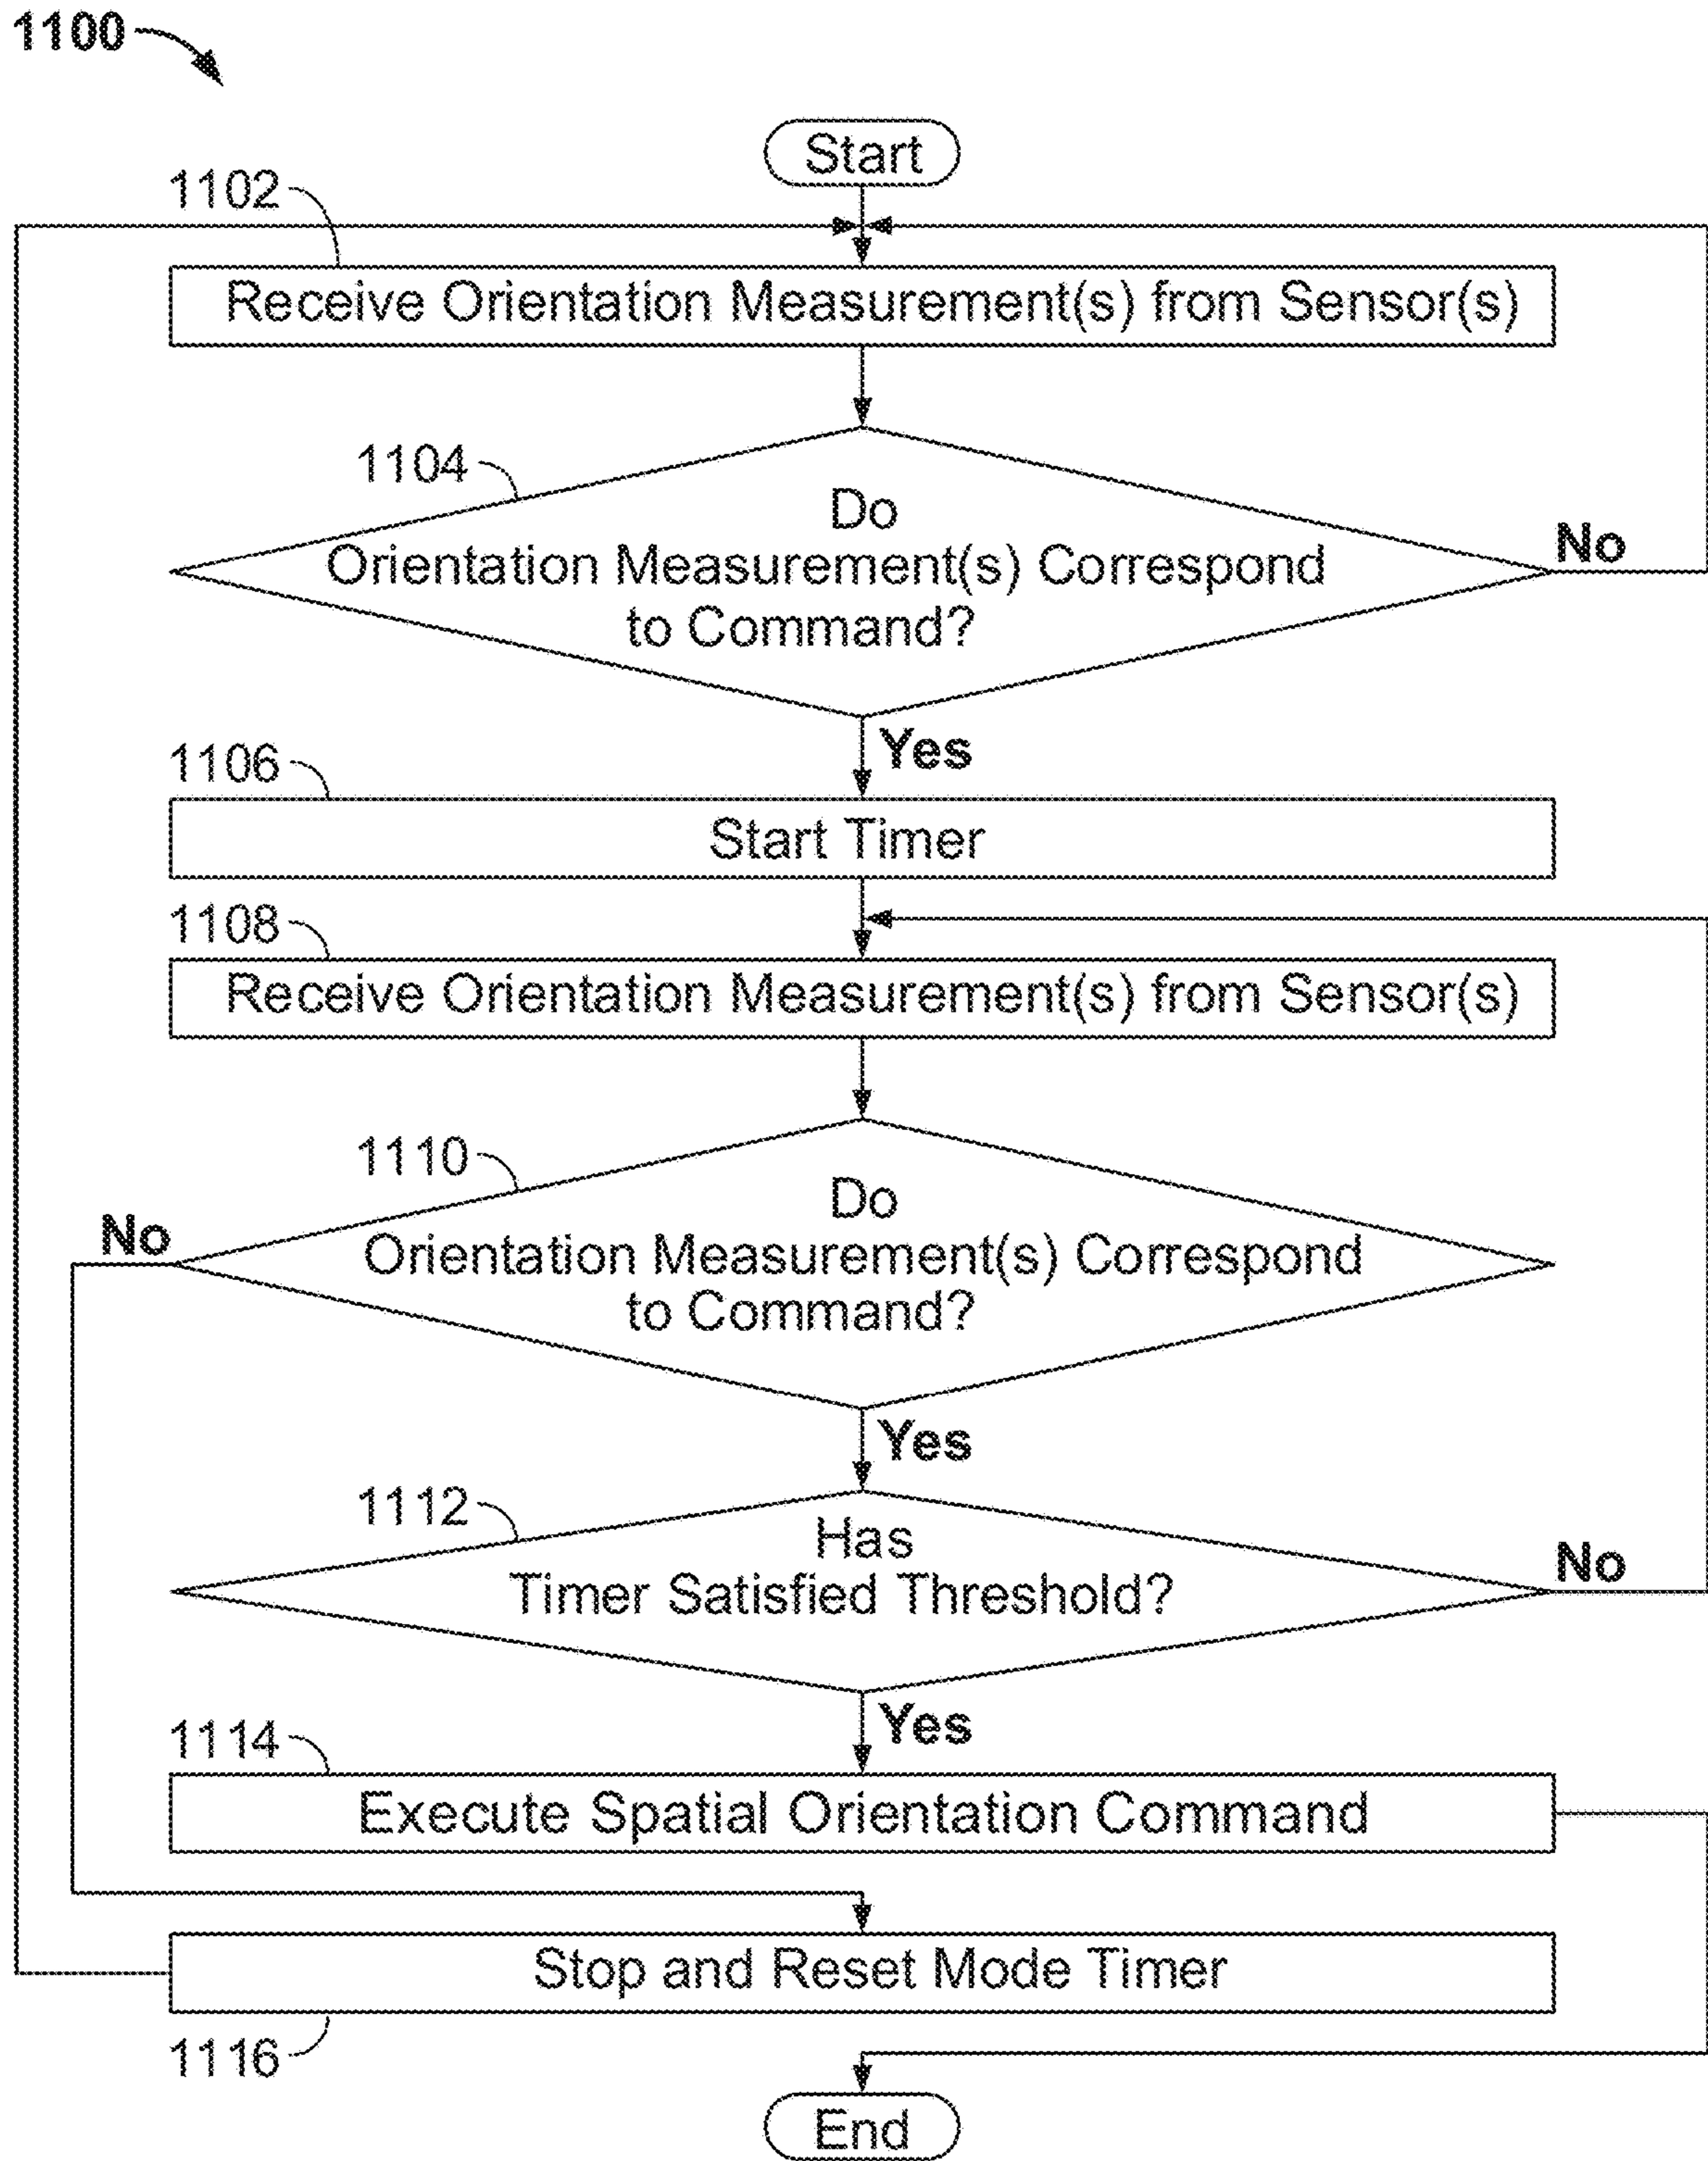 1100
Start
1102
Receive Orientation Measurement(s) from Sensor(s)
1104
Do
Orientation Measurement(s) Correspond
to Command?
No
Yes
1106
Start Timer
1108
Receive Orientation Measurement(s) from Sensor(s)
1110
Do
Orientation Measurement(s) Correspond
to Command?
No
Yes
1112
Has
Timer Satisfied Threshold?
No
Yes
1114
Execute Spatial Orientation Command
Stop and Reset Mode Timer
1116
End